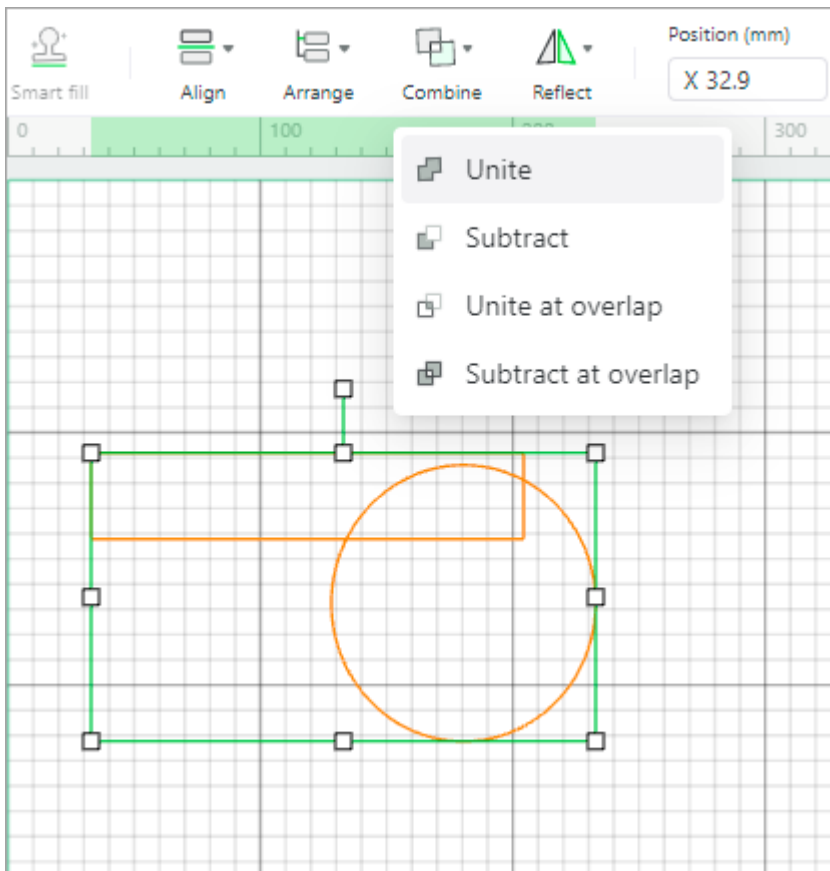 Position (mm)
X 32.9
Smart fill
Align
Arrange
Combine
Reflect
0
100
200
300
Unite
Subtract
Unite at overlap
Subtract at overlap